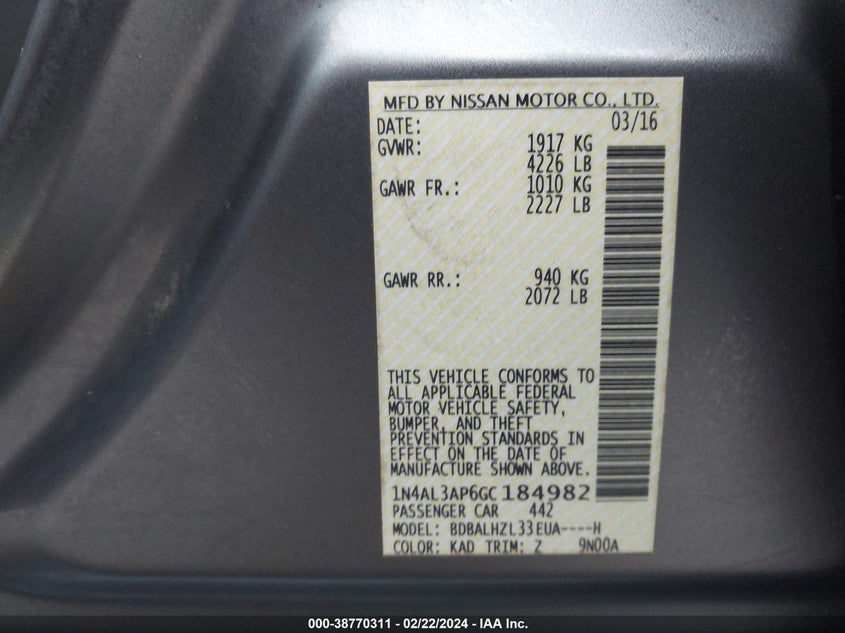 MFD BY NISSAN MOTOR CO., LTD.
DATE: 03/16
GVWR: 1917 KG
4226 LB
GAWR FR.: 1010 KG
2227 LB
GAWR RR.: 940 KG
2072 LB
THIS VEHICLE CONFORMS TO
ALL APPLICABLE FEDERAL
MOTOR VEHICLE SAFETY,
BUMPER, AND THEFT
PREVENTION STANDARDS IN
EFFECT ON THE DATE OF
MANUFACTURE SHOWN ABOVE.
1N4AL3AP6GC184982
PASSENGER CAR 442
MODEL: BDBALHZL33EUA----H
COLOR: KAD TRIM: Z 9N00A
000-38770311 - 02/22/2024 - IAA Inc.